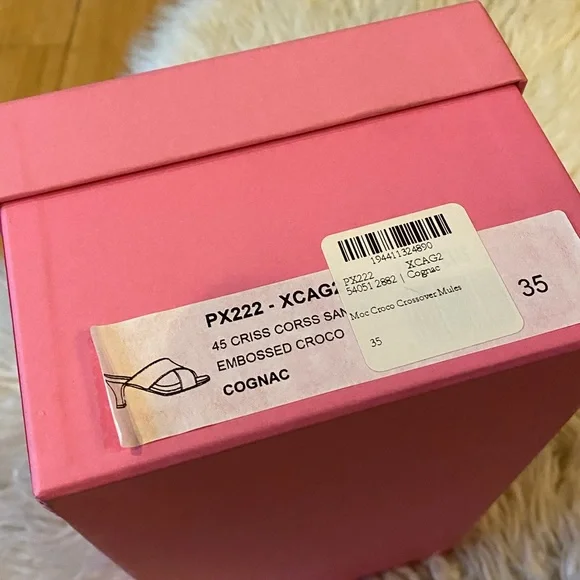 194411324890
PX222 XCAG2
54051 2882 | Cognac
Moc Croco Crossover Mules
35
PX222 - XCAG2
45 CRISS CORSS SAN
EMBOSSED CROCO
COGNAC
35